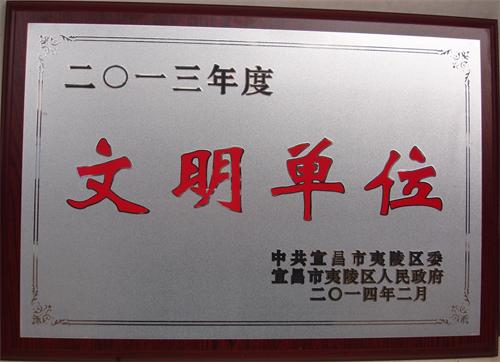 二〇一三年度
文明单位
中共宜昌市夷陵区委
宜昌市夷陵区人民政府
二〇一四年二月